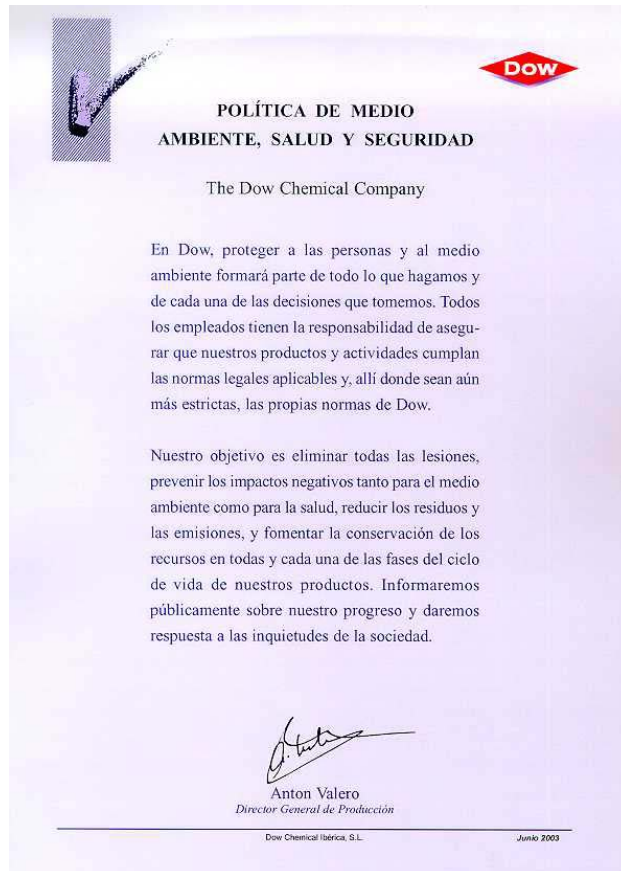 Dow
POLÍTICA DE MEDIO
AMBIENTE, SALUD Y SEGURIDAD
The Dow Chemical Company
En Dow, proteger a las personas y al medio
ambiente formará parte de todo lo que hagamos y
de cada una de las decisiones que tomemos. Todos
los empleados tienen la responsabilidad de asegu-
rar que nuestros productos y actividades cumplan
las normas legales aplicables y, allí donde sean aún
más estrictas, las propias normas de Dow.
Nuestro objetivo es eliminar todas las lesiones,
prevenir los impactos negativos tanto para el medio
ambiente como para la salud, reducir los residuos y
las emisiones, y fomentar la conservación de los
recursos en todas y cada una de las fases del ciclo
de vida de nuestros productos. Informaremos
públicamente sobre nuestro progreso y daremos
respuesta a las inquietudes de la sociedad.
Anton Valero
Director General de Producción
Dow Chemical Ibérica, S.L.
Junio 2003